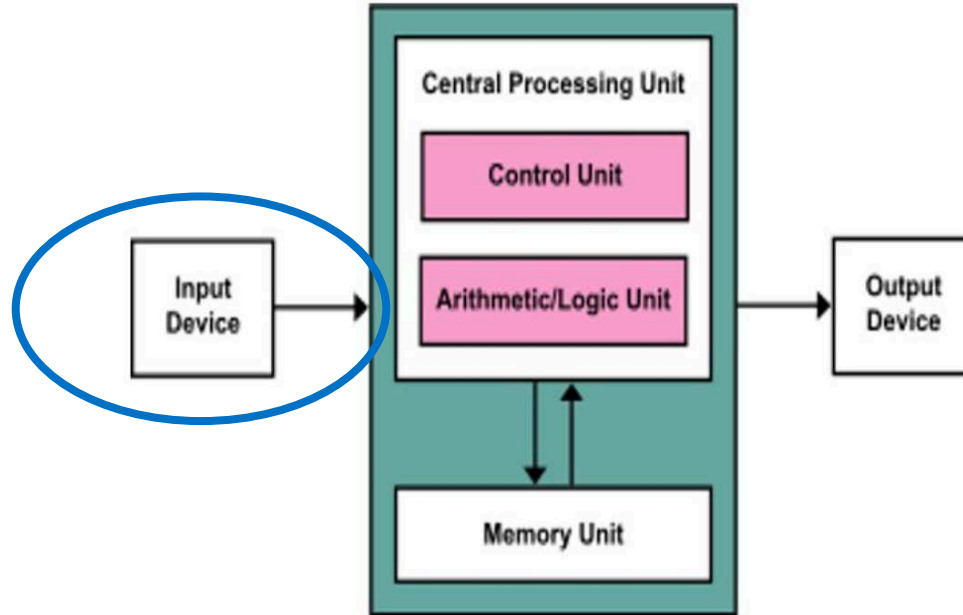 Central Processing Unit
Control Unit
Arithmetic/Logic Unit
Input
Device
Output
Device
Memory Unit